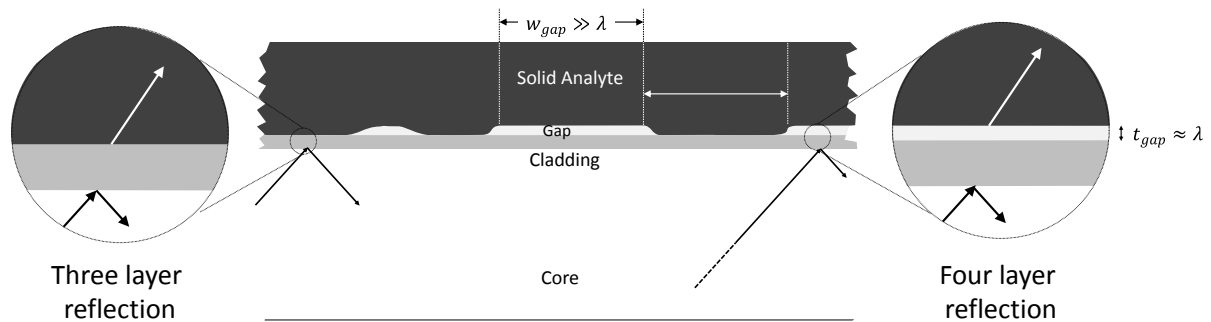 w_gap ≫ λ
Solid Analyte
Gap
Cladding
t_gap ≈ λ
Core
Three layer
reflection
Four layer
reflection